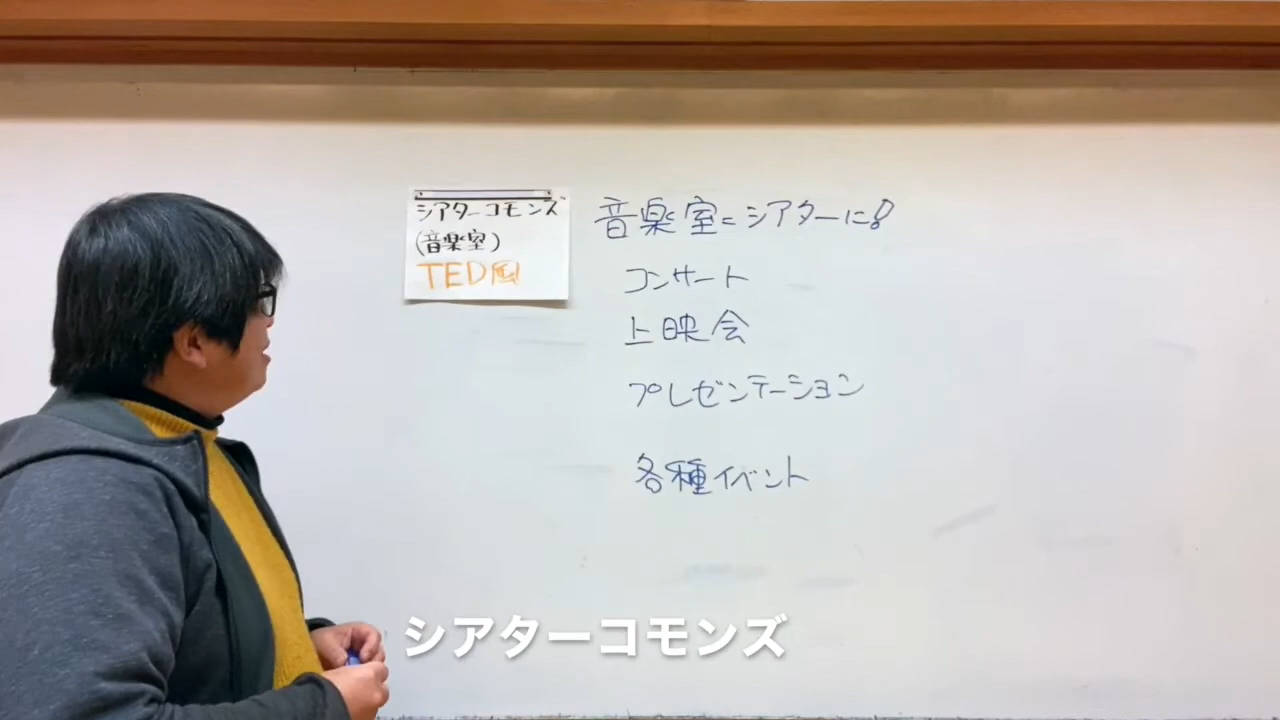 シアターコモンズ
(音楽室)
TED風
音楽室=シアターに!
コンサート
上映会
プレゼンテーション
各種イベント
シアターコモンズ